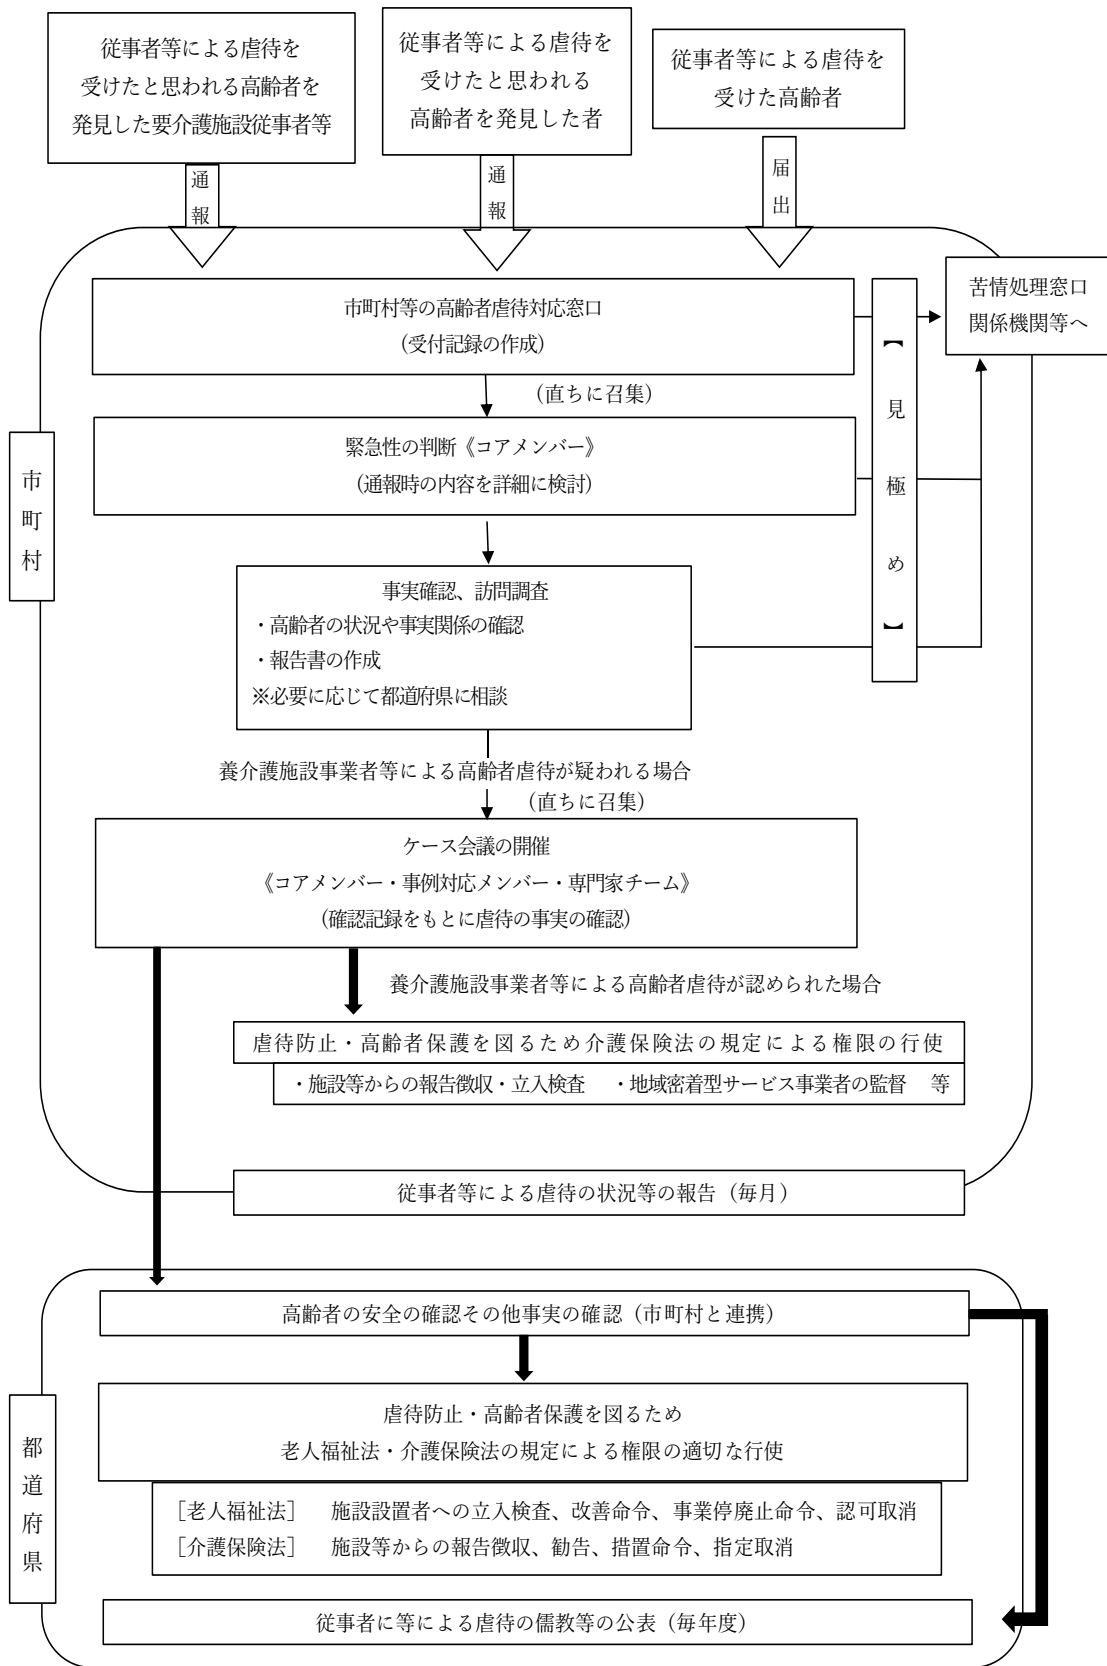 従事者等による虐待を
受けたと思われる高齢者を
発見した要介護施設従事者等
従事者等による虐待を
受けたと思われる
高齢者を発見した者
従事者等による虐待を
受けた高齢者
通報
通報
届出
市町村等の高齢者虐待対応窓口
(受付記録の作成)
苦情処理窓口
関係機関等へ
【見極め】
(直ちに召集)
緊急性の判断《コアメンバー》
(通報時の内容を詳細に検討)
市町村
事実確認、訪問調査
・高齢者の状況や事実関係の確認
・報告書の作成
※必要に応じて都道府県に相談
養介護施設事業者等による高齢者虐待が疑われる場合
(直ちに召集)
ケース会議の開催
《コアメンバー・事例対応メンバー・専門家チーム》
(確認記録をもとに虐待の事実の確認)
養介護施設事業者等による高齢者虐待が認められた場合
虐待防止・高齢者保護を図るため介護保険法の規定による権限の行使
・施設等からの報告徴収・立入検査 ・地域密着型サービス事業者の監督 等
従事者等による虐待の状況等の報告(毎月)
高齢者の安全の確認その他事実の確認(市町村と連携)
都道府県
虐待防止・高齢者保護を図るため
老人福祉法・介護保険法の規定による権限の適切な行使
[老人福祉法] 施設設置者への立入検査、改善命令、事業停廃止命令、認可取消
[介護保険法] 施設等からの報告徴収、勧告、措置命令、指定取消
従事者に等による虐待の儒教等の公表(毎年度)